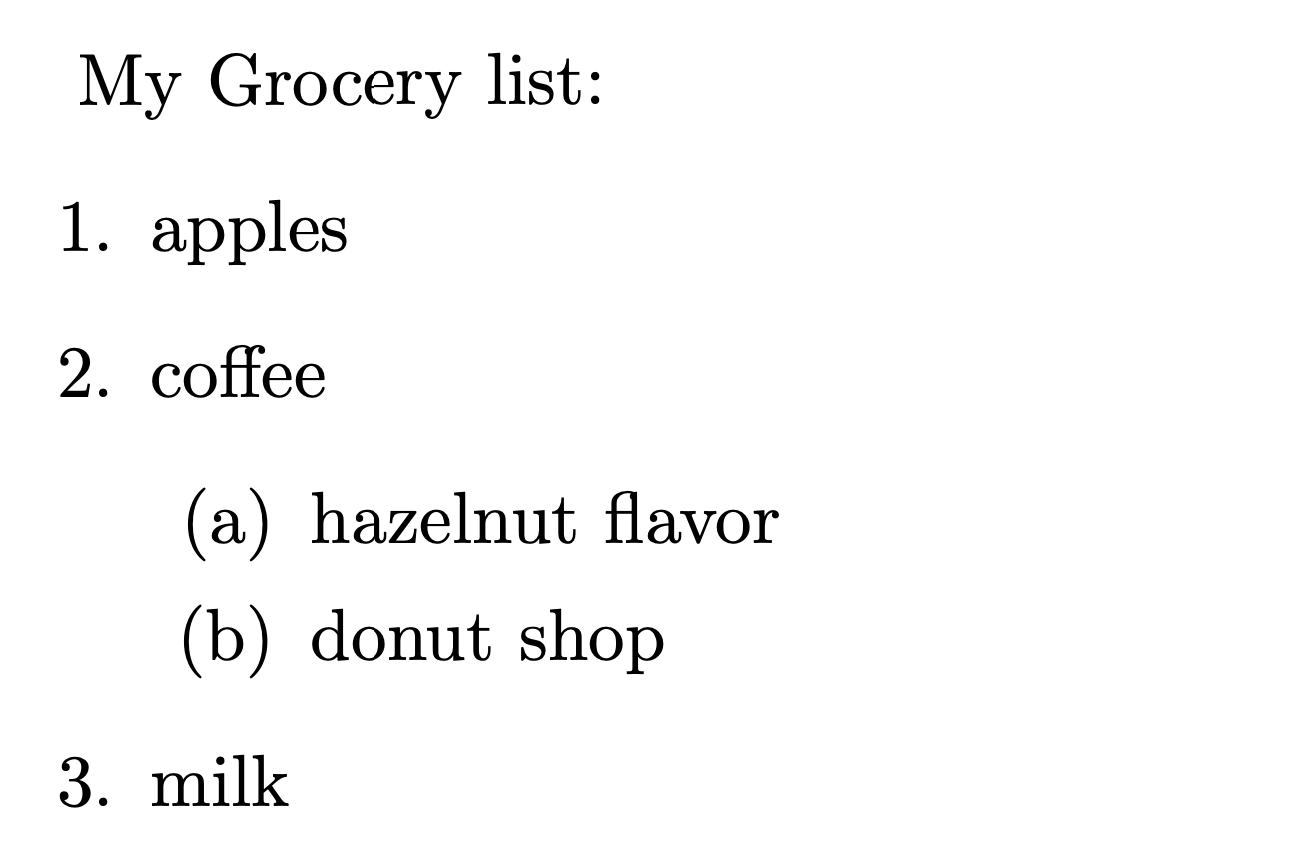 My Grocery list:
1. apples
2. coffee
(a) hazelnut flavor
(b) donut shop
3. milk